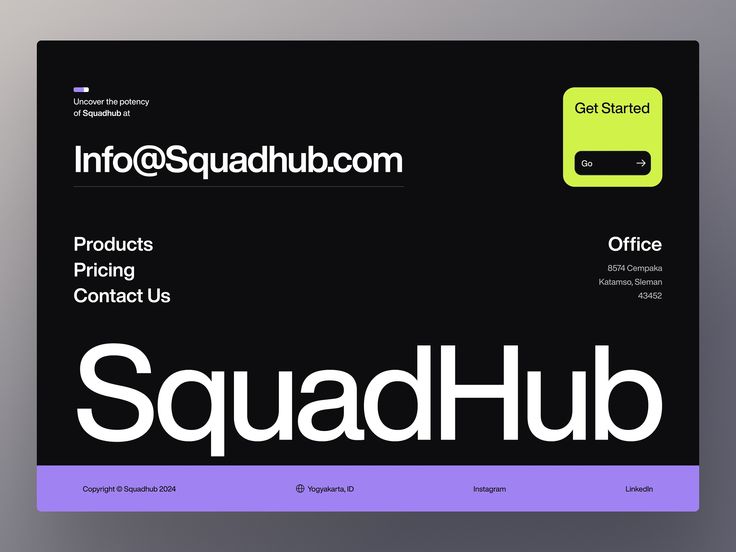 Uncover the potency
of Squadhub at
Info@Squadhub.com
Get Started
Go
Products
Pricing
Contact Us
Office
8574 Cempaka
Katamso, Sleman
43452
SquadHub
Copyright © Squadhub 2024
Yogyakarta, ID
Instagram
LinkedIn